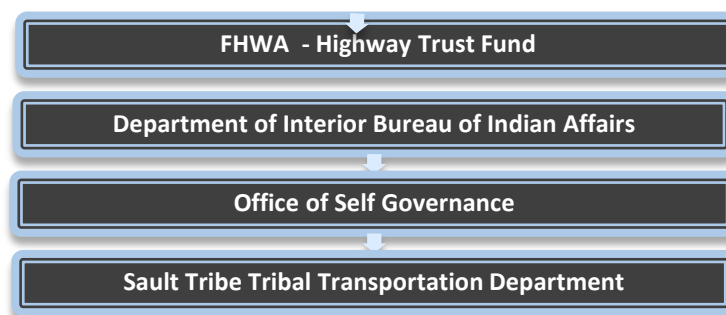 FHWA - Highway Trust Fund
Department of Interior Bureau of Indian Affairs
Office of Self Governance
Sault Tribe Tribal Transportation Department